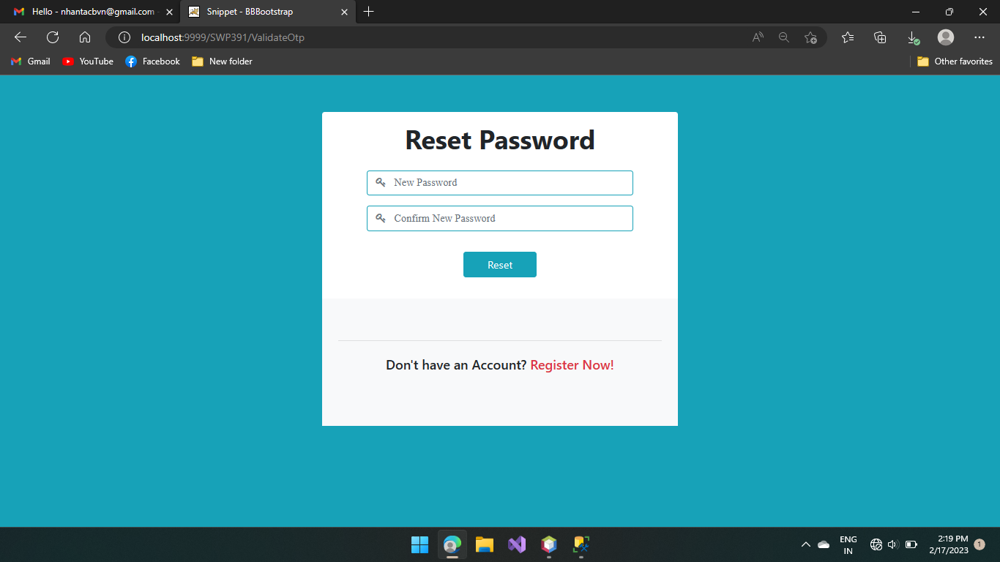 Hello - nhantacbvn@gmail.com -
Snippet - BBBootstrap
localhost:9999/SWP391/ValidateOtp
Gmail
YouTube
Facebook
New folder
Other favorites
Reset Password
New Password
Confírm New Password
Reset
Don't have an Account? Register Now!
ENG
IN
2:19 PM
2/17/2023
1